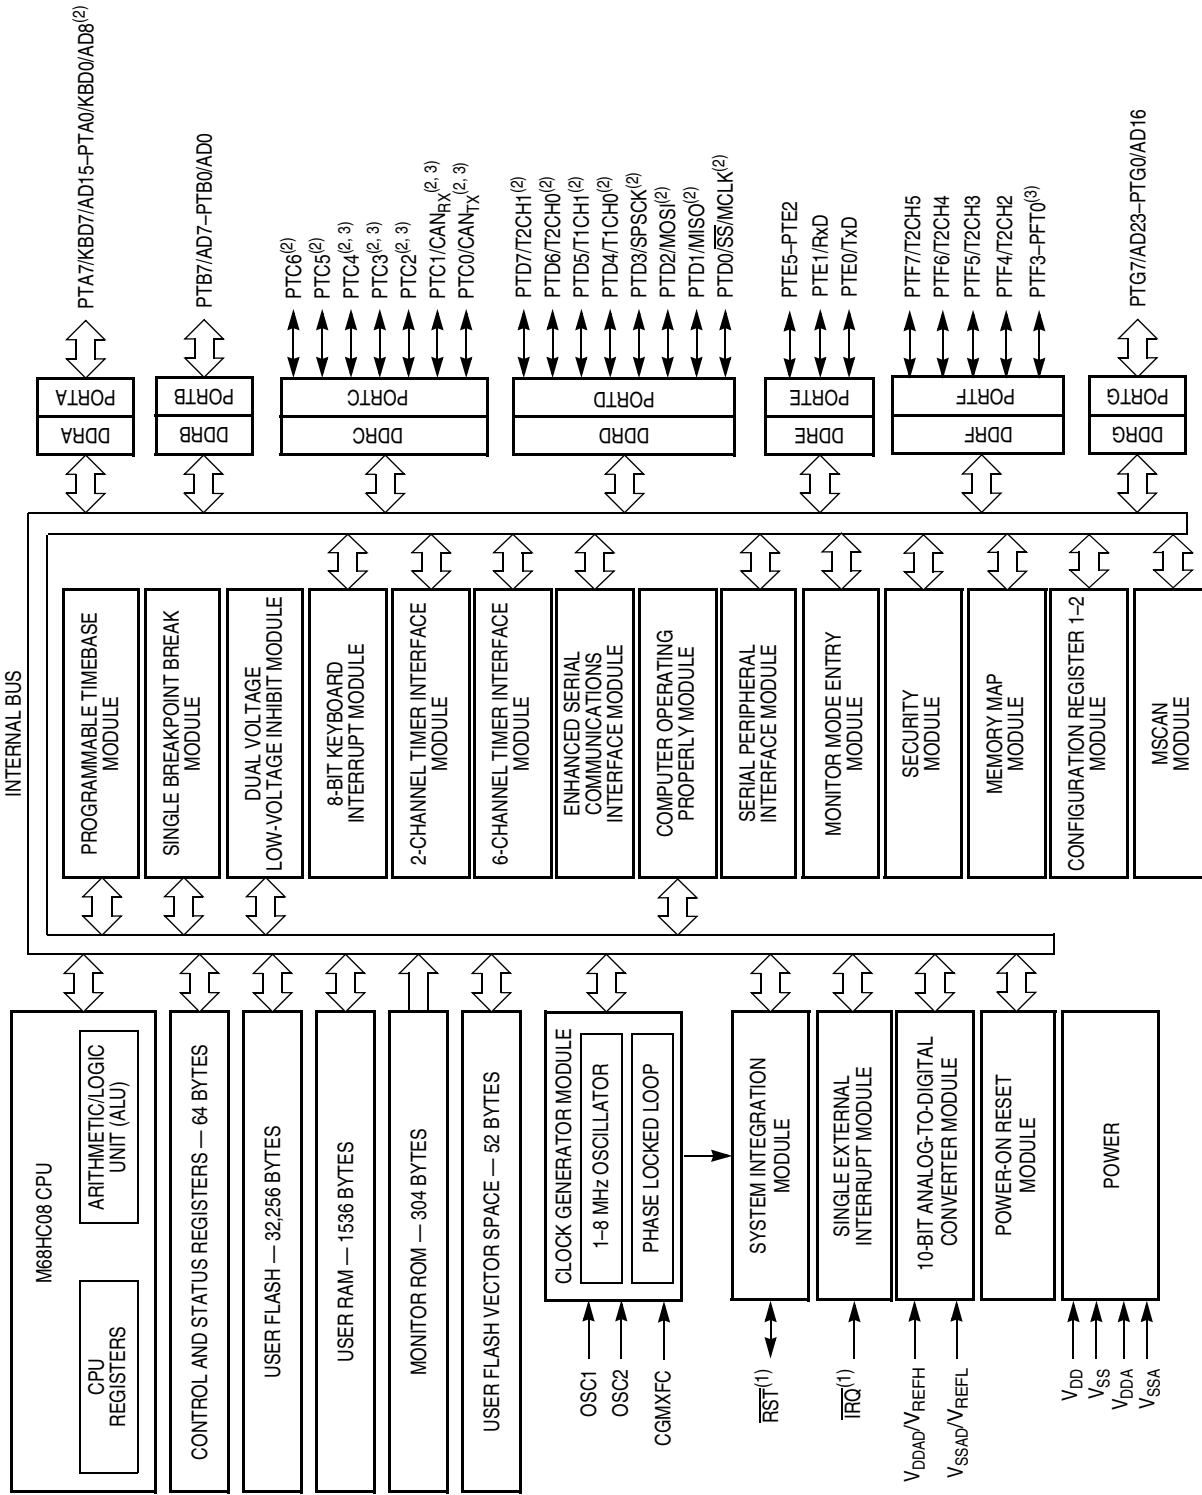 INTERNAL BUS
M68HC08 CPU
CPU
REGISTERS
ARITHMETIC/LOGIC
UNIT (ALU)
CONTROL AND STATUS REGISTERS — 64 BYTES
USER FLASH — 32,256 BYTES
USER RAM — 1536 BYTES
MONITOR ROM — 304 BYTES
USER FLASH VECTOR SPACE — 52 BYTES
CLOCK GENERATOR MODULE
1–8 MHz OSCILLATOR
PHASE LOCKED LOOP
OSC1
OSC2
CGMXFC
SYSTEM INTEGRATION
MODULE
RST(1)
SINGLE EXTERNAL
INTERRUPT MODULE
IRQ(1)
10-BIT ANALOG-TO-DIGITAL
CONVERTER MODULE
VDDAD/VREFH
VSSAD/VREFL
POWER-ON RESET
MODULE
POWER
VDD
VSS
VDDA
VSSA
PROGRAMMABLE TIMEBASE
MODULE
SINGLE BREAKPOINT BREAK
MODULE
DUAL VOLTAGE
LOW-VOLTAGE INHIBIT MODULE
8-BIT KEYBOARD
INTERRUPT MODULE
2-CHANNEL TIMER INTERFACE
MODULE
6-CHANNEL TIMER INTERFACE
MODULE
ENHANCED SERIAL
COMMUNICATIONS
INTERFACE MODULE
COMPUTER OPERATING
PROPERLY MODULE
SERIAL PERIPHERAL
INTERFACE MODULE
MONITOR MODE ENTRY
MODULE
SECURITY
MODULE
MEMORY MAP
MODULE
CONFIGURATION REGISTER 1–2
MODULE
MSCAN
MODULE
DDRA
PORTA
PTA7/KBD7/AD15–PTA0/KBD0/AD8(2)
DDRB
PORTB
PTB7/AD7–PTB0/AD0
DDRC
PORTC
PTC6(2)
PTC5(2)
PTC4(2, 3)
PTC3(2, 3)
PTC2(2, 3)
PTC1/CANRX(2, 3)
PTC0/CANTX(2, 3)
DDRD
PORTD
PTD7/T2CH1(2)
PTD6/T2CH0(2)
PTD5/T1CH1(2)
PTD4/T1CH0(2)
PTD3/SPSCK(2)
PTD2/MOSI(2)
PTD1/MISO(2)
PTD0/SS/MCLK(2)
DDRE
PORTE
PTE5–PTE2
PTE1/RxD
PTE0/TxD
DDRF
PORTF
PTF7/T2CH5
PTF6/T2CH4
PTF5/T2CH3
PTF4/T2CH2
PTF3–PFT0(3)
DDRG
PORTG
PTG7/AD23–PTG0/AD16